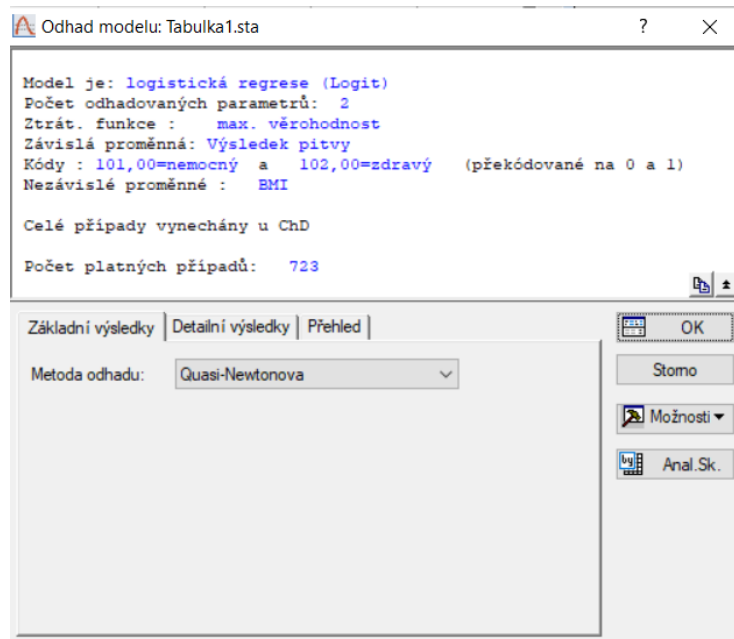 Odhad modelu: Tabulka1.sta ? ×
Model je: logistická regrese (Logit)
Počet odhadovaných parametrů: 2
Ztrát. funkce : max. věrohodnost
Závislá proměnná: Výsledek pitvy
Kódy : 101,00=nemocný a 102,00=zdravý (překódované na 0 a 1)
Nezávislé proměnné : BMI
Celé případy vynechány u ChD
Počet platných případů: 723
Základní výsledky Detailní výsledky Přehled
Metoda odhadu: Quasi-Newtonova
OK
Storno
Možnosti
Anal.Sk.